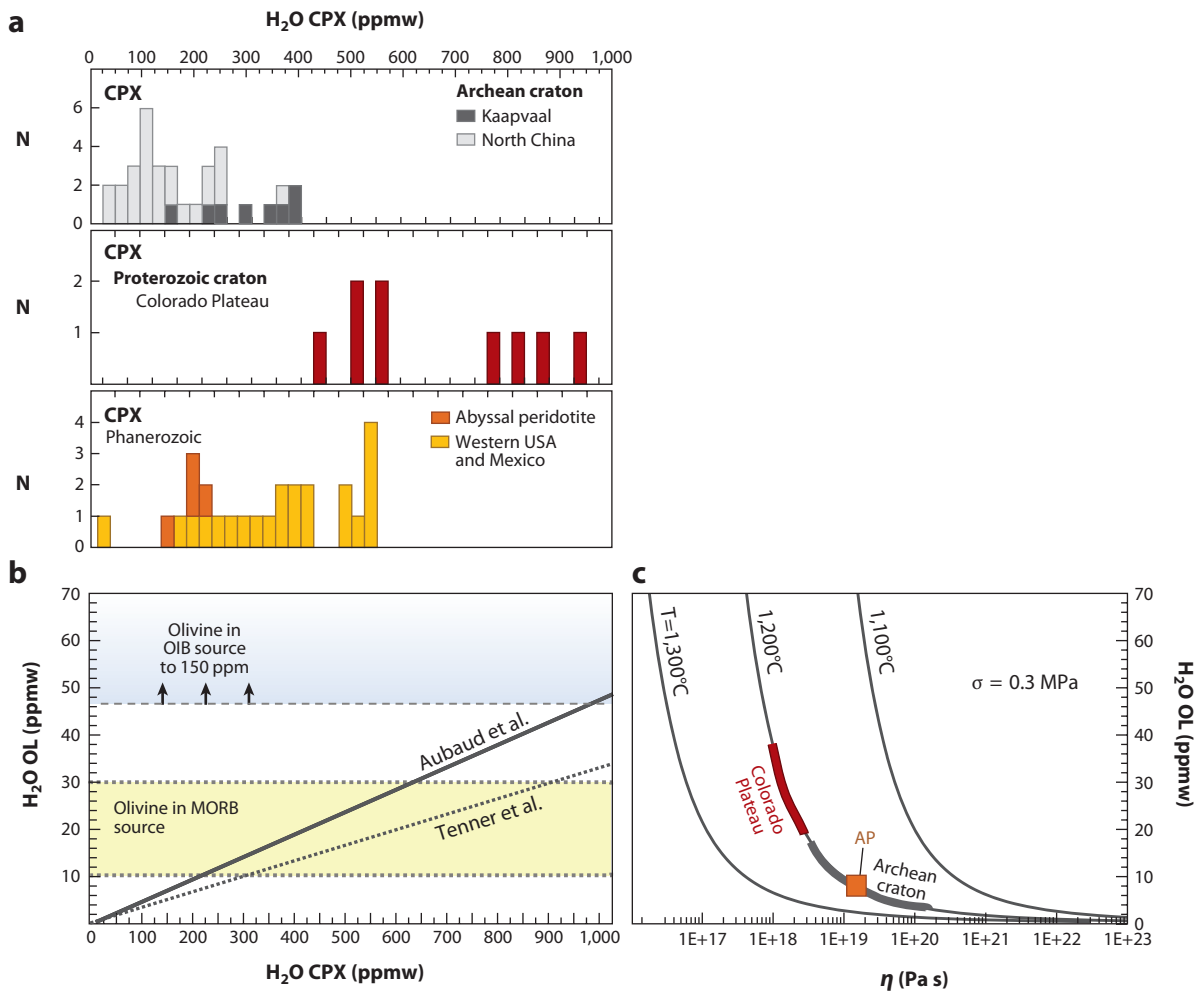 a
H2O CPX (ppmw)
0 100 200 300 400 500 600 700 800 900 1,000
CPX
Archean craton
Kaapvaal
North China
N
6
4
2
0
CPX
Proterozoic craton
Colorado Plateau
N
2
1
CPX
Phanerozoic
Abyssal peridotite
Western USA
and Mexico
N
4
3
2
1
0
b
H2O OL (ppmw)
70
60
50
40
30
20
10
0
Olivine in
OIB source
to 150 ppm
Aubaud et al.
Olivine in MORB
source
Tenner et al.
0 100 200 300 400 500 600 700 800 900 1,000
H2O CPX (ppmw)
c
T=1,300°C
1,200°C
1,100°C
σ = 0.3 MPa
Colorado
Plateau
AP
Archean
craton
70
60
50
40
30
20
10
0
H2O OL (ppmw)
1E+17 1E+18 1E+19 1E+20 1E+21 1E+22 1E+23
η (Pa s)